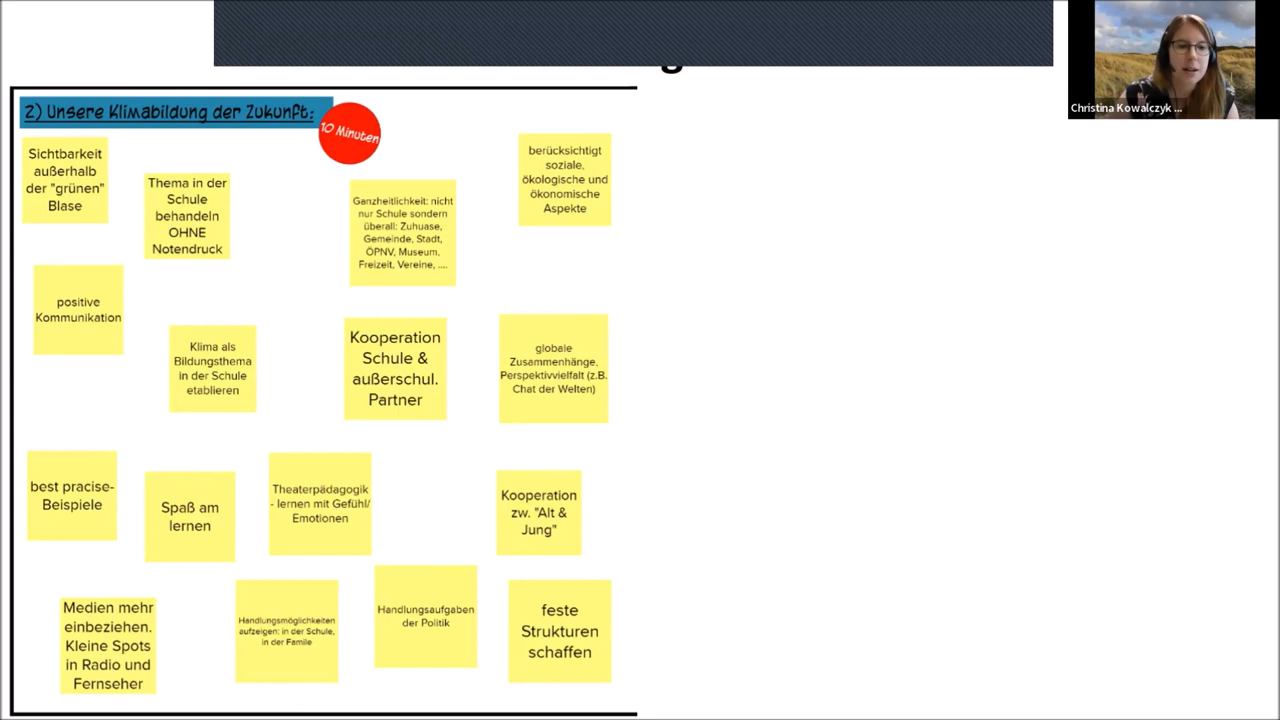 Christina Kowalczyk ...
2) Unsere Klimabildung der Zukunft:
10 Minuten
Sichtbarkeit
außerhalb
der "grünen"
Blase
Thema in der
Schule
behandeln
OHNE
Notendruck
Ganzheitlichkeit: nicht
nur Schule sondern
überall: Zuhuase,
Gemeinde, Stadt,
ÖPNV, Museum,
Freizeit, Vereine, ....
berücksichtigt
soziale,
ökologische und
ökonomische
Aspekte
positive
Kommunikation
Klima als
Bildungsthema
in der Schule
etablieren
Kooperation
Schule &
außerschul.
Partner
globale
Zusammenhänge,
Perspektivvielfalt (z.B.
Chat der Welten)
best pracise-
Beispiele
Spaß am
lernen
Theaterpädagogik
- lernen mit Gefühl/
Emotionen
Kooperation
zw. "Alt &
Jung"
Medien mehr
einbeziehen.
Kleine Spots
in Radio und
Fernseher
Handlungsmöglichkeiten
aufzeigen: in der Schule,
in der Famile
Handlungsaufgaben
der Politik
feste
Strukturen
schaffen